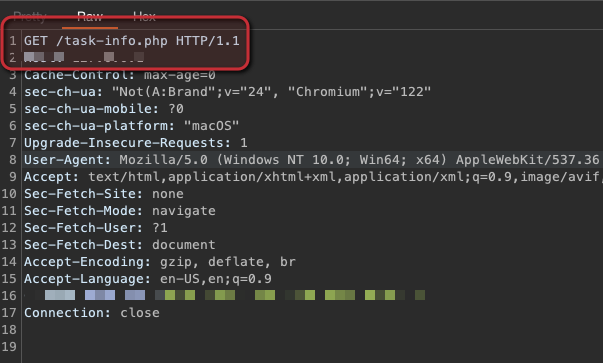 Pretty Raw Hex
1 GET /task-info.php HTTP/1.1
2
3 Cache-Control: max-age=0
4 sec-ch-ua: "Not(A:Brand";v="24", "Chromium";v="122"
5 sec-ch-ua-mobile: ?0
6 sec-ch-ua-platform: "macOS"
7 Upgrade-Insecure-Requests: 1
8 User-Agent: Mozilla/5.0 (Windows NT 10.0; Win64; x64) AppleWebKit/537.36
9 Accept: text/html,application/xhtml+xml,application/xml;q=0.9,image/avif,
10 Sec-Fetch-Site: none
11 Sec-Fetch-Mode: navigate
12 Sec-Fetch-User: ?1
13 Sec-Fetch-Dest: document
14 Accept-Encoding: gzip, deflate, br
15 Accept-Language: en-US,en;q=0.9
16
17 Connection: close
18
19